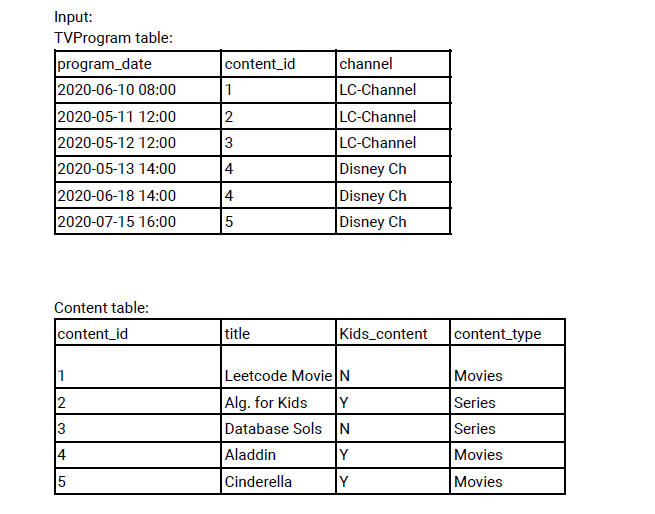 Input:
TVProgram table:
program_date content_id channel
2020-06-10 08:00 1 LC-Channel
2020-05-11 12:00 2 LC-Channel
2020-05-12 12:00 3 LC-Channel
2020-05-13 14:00 4 Disney Ch
2020-06-18 14:00 4 Disney Ch
2020-07-15 16:00 5 Disney Ch
Content table:
content_id title Kids_content content_type
1 Leetcode Movie N Movies
2 Alg. for Kids Y Series
3 Database Sols N Series
4 Aladdin Y Movies
5 Cinderella Y Movies